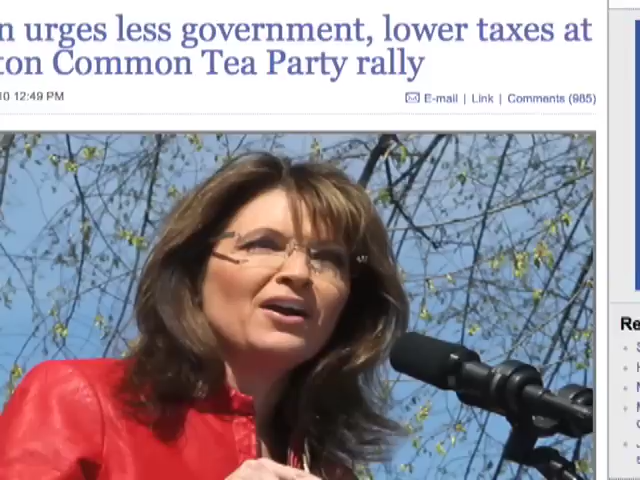 n urges less government, lower taxes at
ton Common Tea Party rally
10 12:49 PM
E-mail | Link | Comments (985)
Re